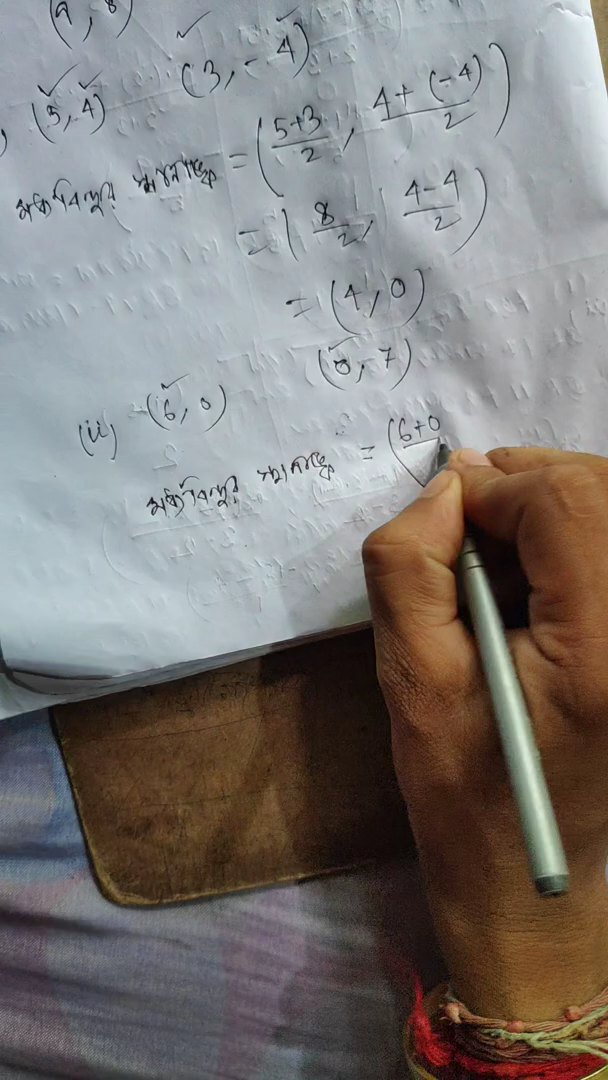 (9, 8)
(5, 4) (3, -4)
মধ্যবিন্দুর স্থানাঙ্ক = (5+3/2, 4+(-4)/2)
= (8/2, 4-4/2)
= (4, 0)
(ii) (6, 0) (0, 7)
মধ্যবিন্দুর স্থানাঙ্ক = (6+0